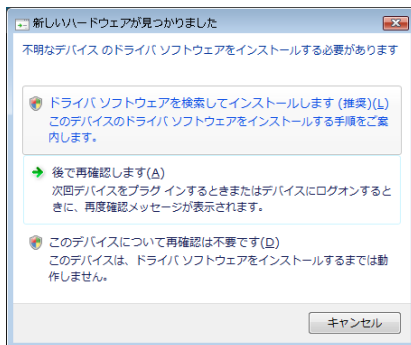 新しいハードウェアが見つかりました
不明なデバイス のドライバ ソフトウェアをインストールする必要があります
ドライバ ソフトウェアを検索してインストールします (推奨)(L)
このデバイスのドライバ ソフトウェアをインストールする手順をご案
内します。
後で再確認します(A)
次回デバイスをプラグ インするときまたはデバイスにログオンすると
きに、再度確認メッセージが表示されます。
このデバイスについて再確認は不要です(D)
このデバイスは、ドライバ ソフトウェアをインストールするまでは動
作しません。
キャンセル